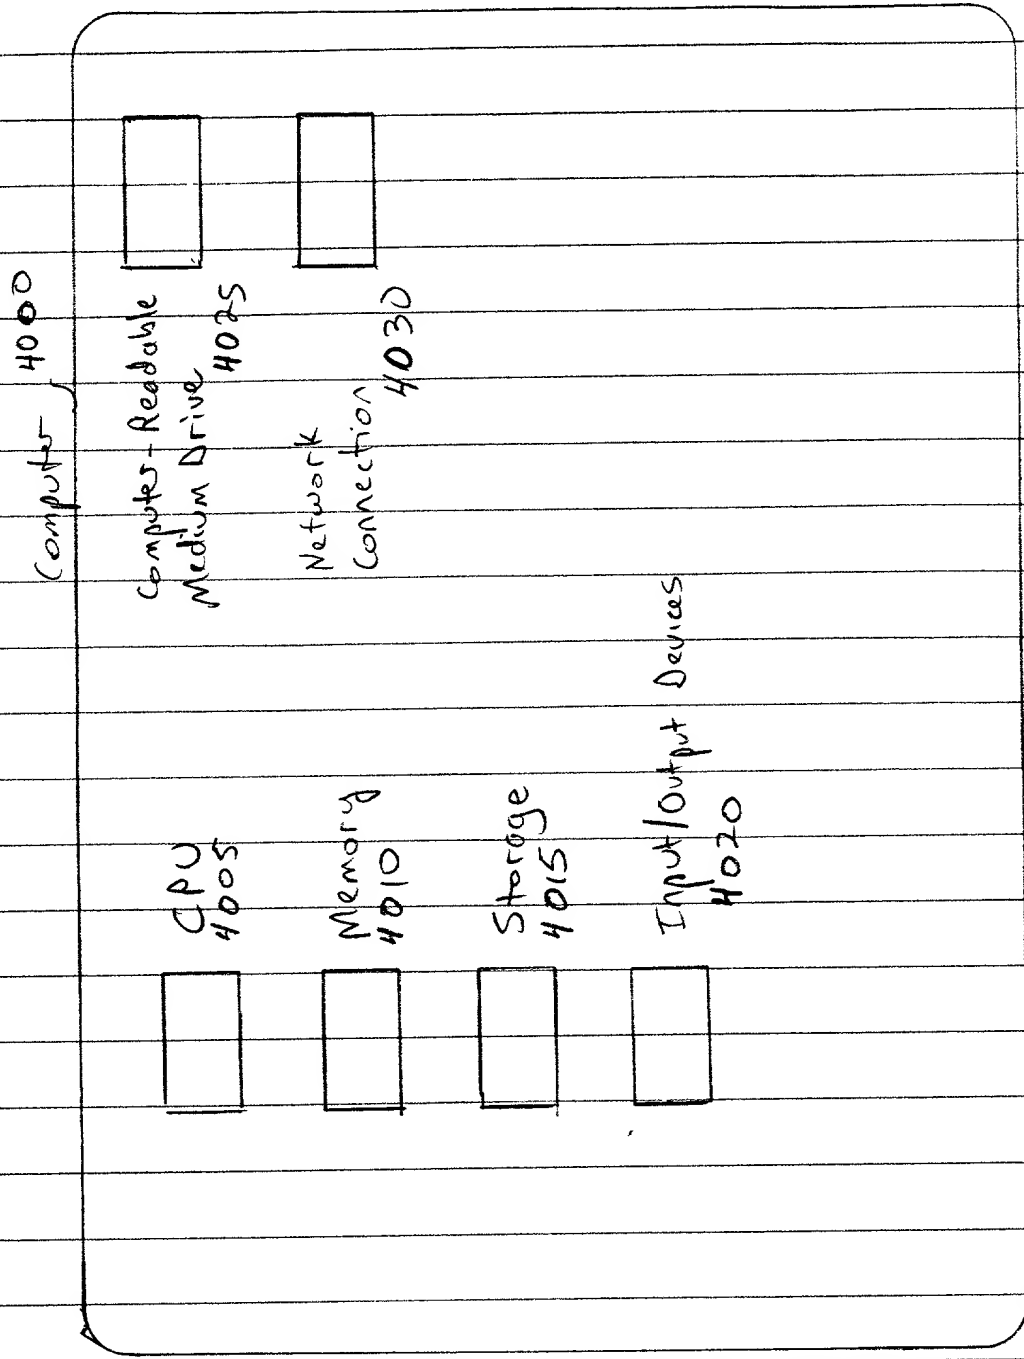 Computer 4000
CPU
4005
Memory
4010
Storage
4015
Input/Output Devices
4020
Computer-Readable
Medium Drive
4025
Network
Connection
4030